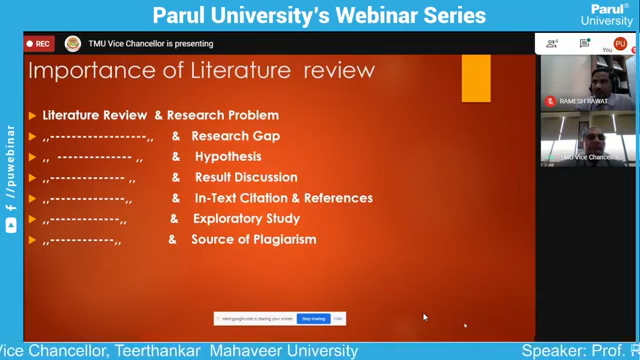 Parul University's Webinar Series
Parul®
University
REC
TMU Vice Chancellor is presenting
You
PU
Importance of Literature review
Literature Review & Research Problem
,,------------------,, & Research Gap
,, -------------- ,, & Hypothesis
,,-------------- ,, & Result Discussion
,,--------------,, & In-Text Citation & References
,,-------------,, & Exploratory Study
,,------------,, & Source of Plagiarism
RAMESH RAWAT
TMU Vice Chancellor
/puwebinar
meet.google.com is sharing your screen.
Stop sharing
Hide
Vice Chancellor, Teerthankar Mahaveer University
Speaker: Prof. R